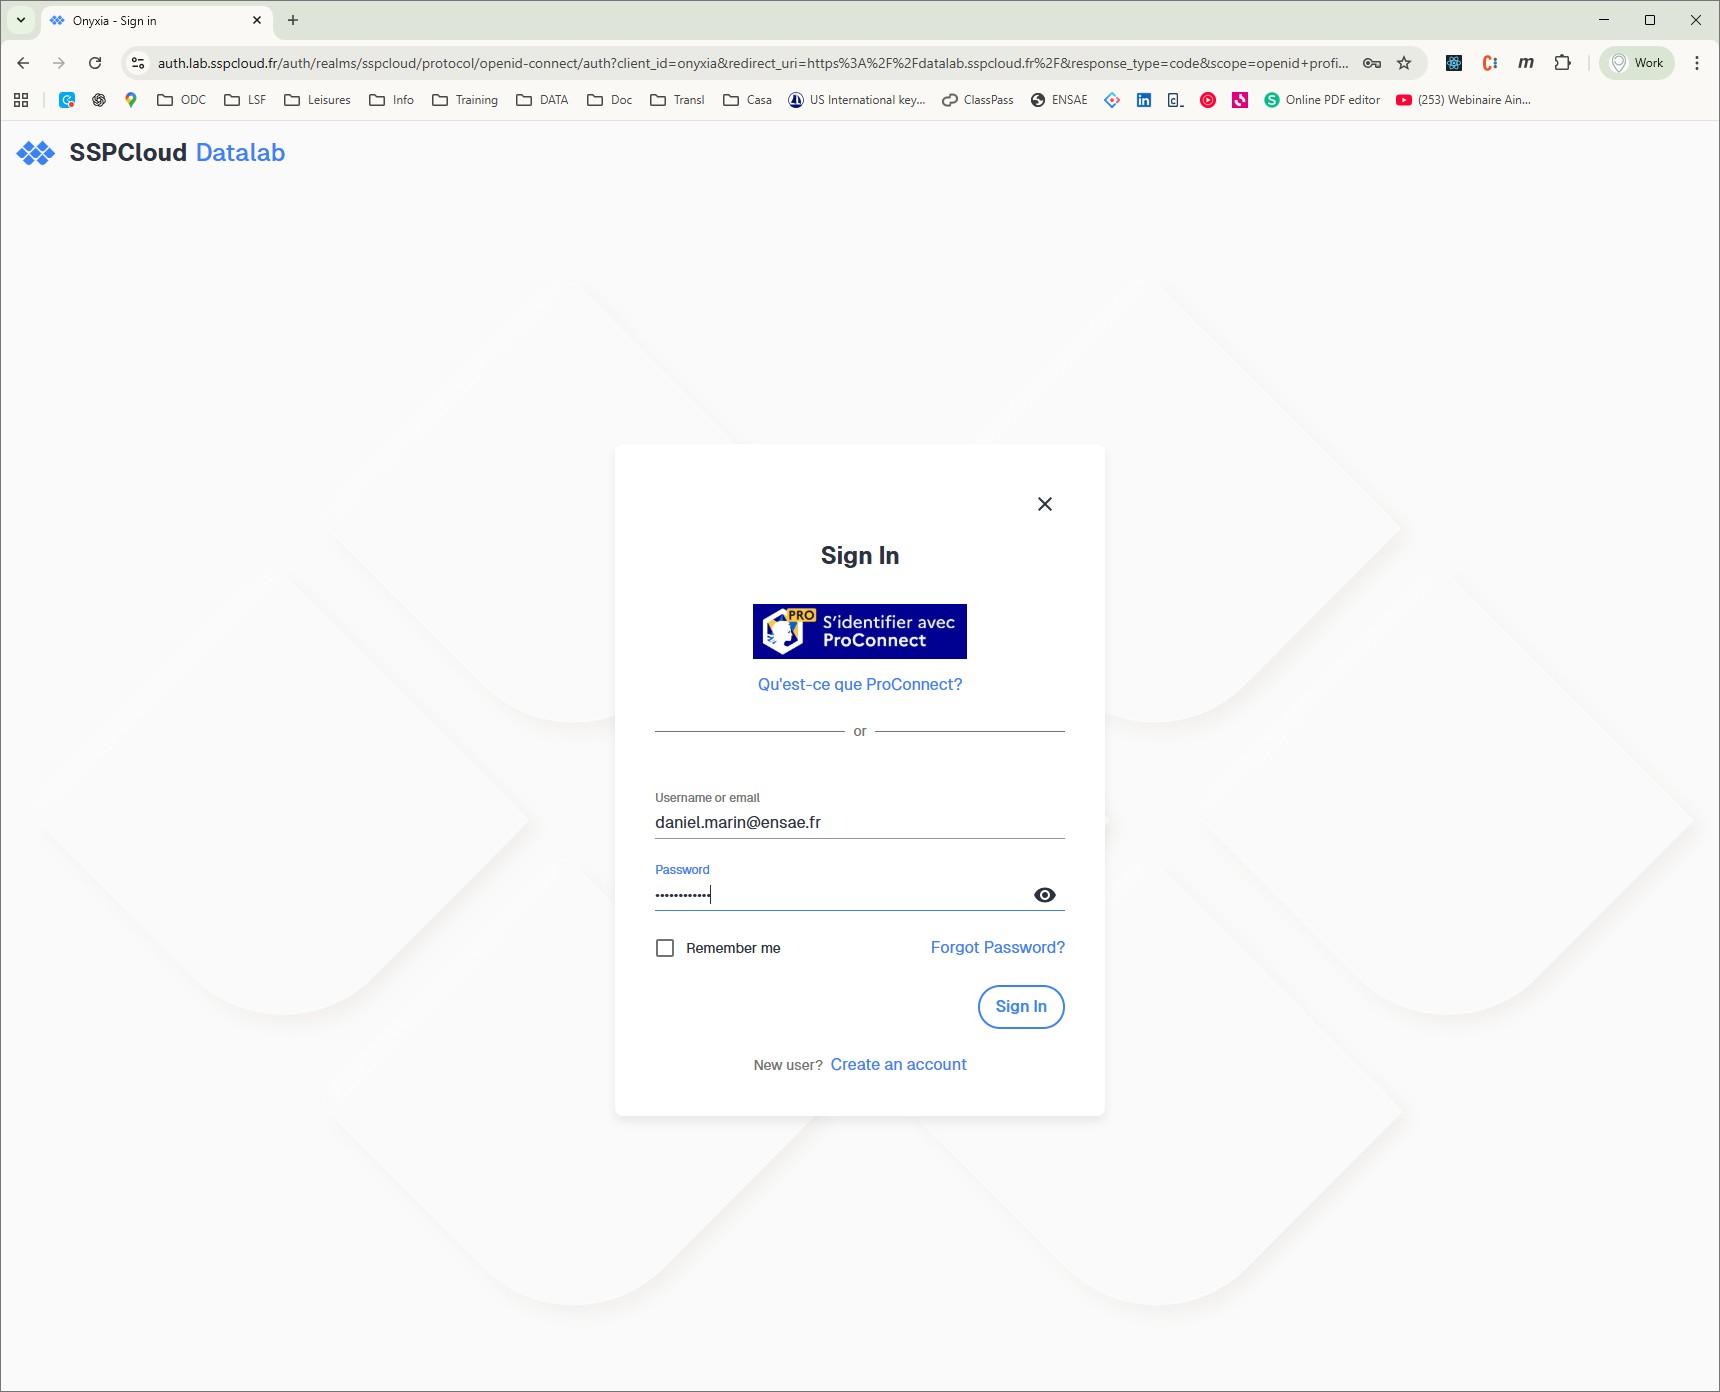 Onyxia - Sign in
auth.lab.sspcloud.fr/auth/realms/sspcloud/protocol/openid-connect/auth?client_id=onyxia&redirect_uri=https%3A%2F%2Fdatalab.sspcloud.fr%2F&response_type=code&scope=openid+profi...
Work
ODC LSF Leisures Info Training DATA Doc Transl Casa US International key... ClassPass ENSAE Online PDF editor (253) Webinaire Ain...
SSPCloud Datalab
Sign In
PRO
S'identifier avec
ProConnect
Qu'est-ce que ProConnect?
or
Username or email
daniel.marin@ensae.fr
Password
••••••••••••
Remember me Forgot Password?
Sign In
New user? Create an account